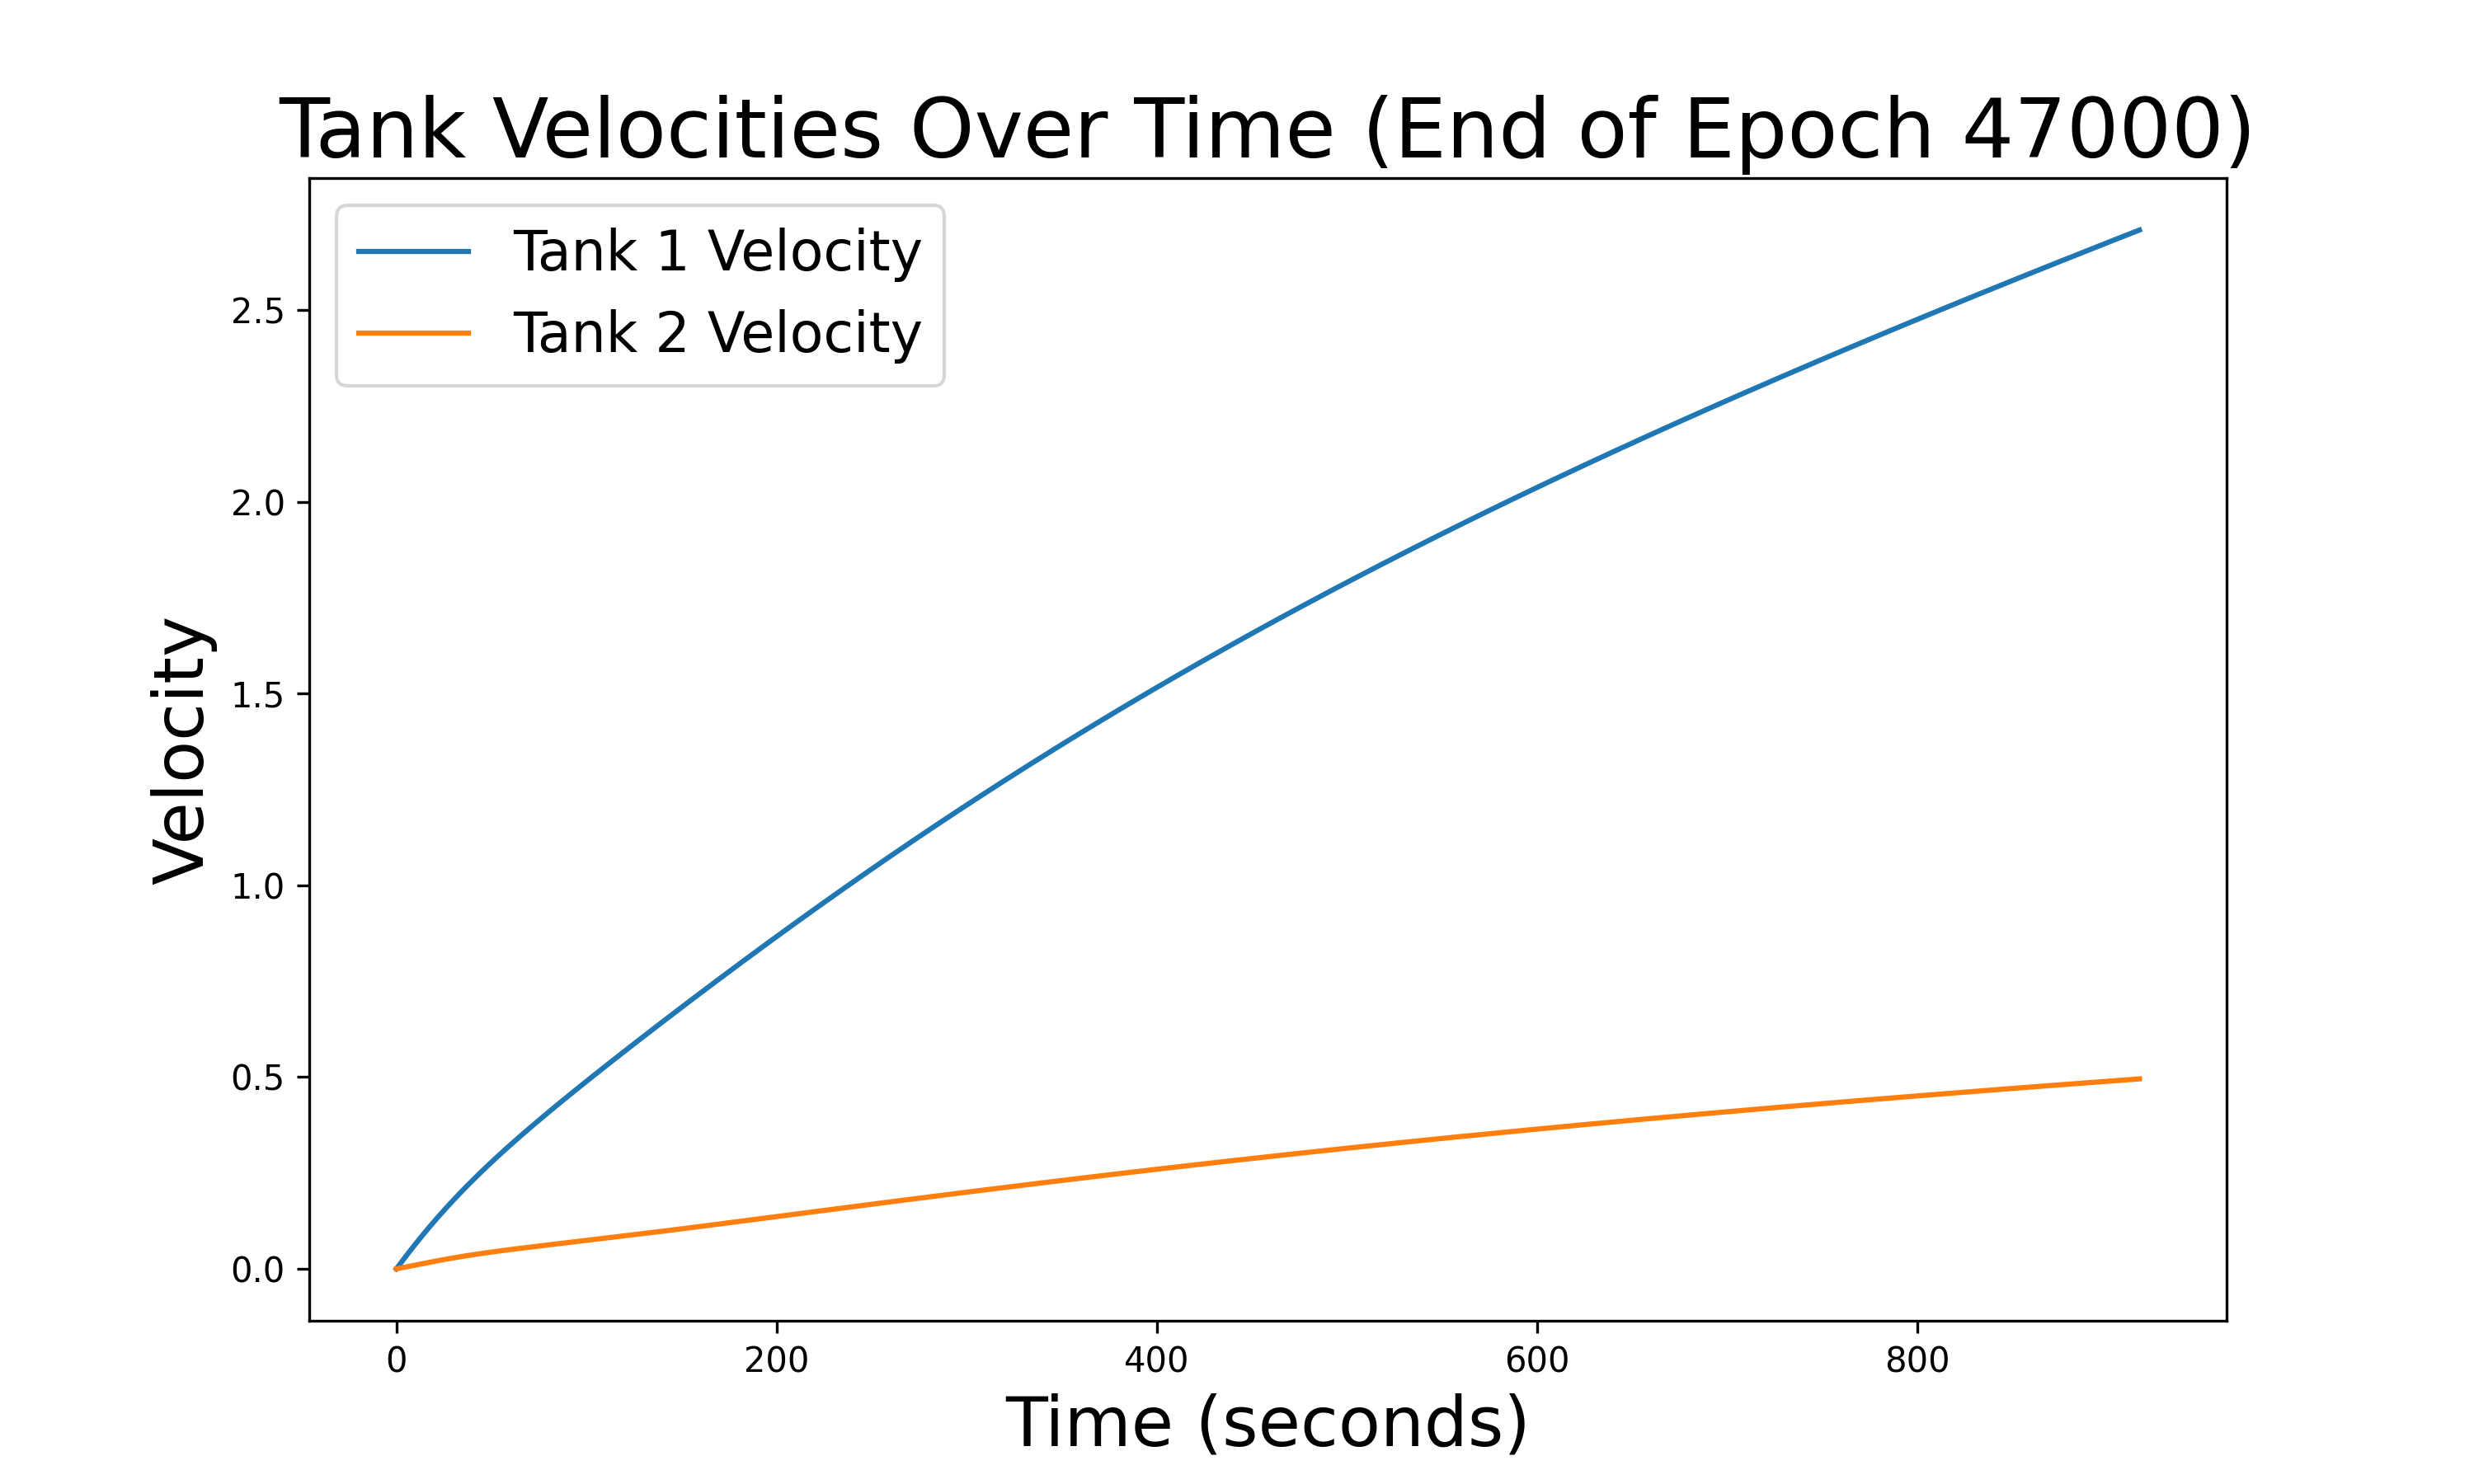 Tank Velocities Over Time (End of Epoch 47000)
Tank 1 Velocity
Tank 2 Velocity
Velocity
2.5
2.0
1.5
1.0
0.5
0.0
0 200 400 600 800
Time (seconds)